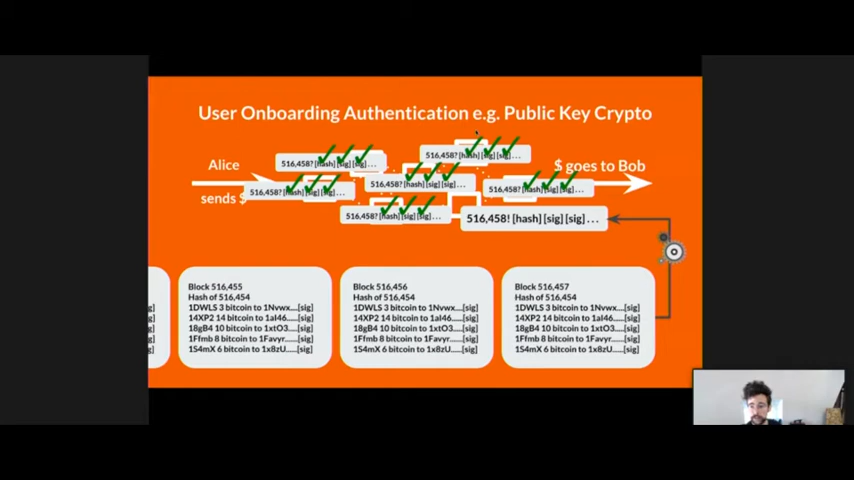 User Onboarding Authentication e.g. Public Key Crypto
Alice
sends $
$ goes to Bob
516,458? [hash] [sig] [sig] ...
516,458? [hash] [sig] [sig] ...
516,458? [hash] [sig] [sig] ...
516,458? [hash] [sig] [sig] ...
516,458? [hash] [sig] [sig] ...
516,458? [hash] [sig] [sig] ...
516,458! [hash] [sig] [sig] ...
Block 516,455
Hash of 516,454
1DWLS 3 bitcoin to 1Nvwx....[sig]
14XP2 14 bitcoin to 1aI46.....[sig]
18gB4 10 bitcoin to 1xtO3....[sig]
1Ffmb 8 bitcoin to 1Favyr......[sig]
1S4mX 6 bitcoin to 1x8zU......[sig]
Block 516,456
Hash of 516,454
1DWLS 3 bitcoin to 1Nvwx....[sig]
14XP2 14 bitcoin to 1aI46.....[sig]
18gB4 10 bitcoin to 1xtO3....[sig]
1Ffmb 8 bitcoin to 1Favyr......[sig]
1S4mX 6 bitcoin to 1x8zU......[sig]
Block 516,457
Hash of 516,454
1DWLS 3 bitcoin to 1Nvwx....[sig]
14XP2 14 bitcoin to 1aI46.....[sig]
18gB4 10 bitcoin to 1xtO3....[sig]
1Ffmb 8 bitcoin to 1Favyr......[sig]
1S4mX 6 bitcoin to 1x8zU......[sig]